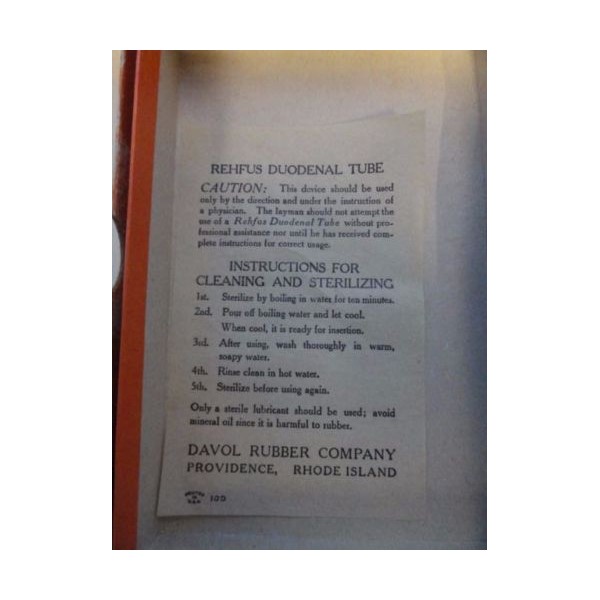 REHFUS DUODENAL TUBE
CAUTION: This device should be used
only by the direction and under the instruction of
a physician. The layman should not attempt the
use of a Rehfus Duodenal Tube without pro-
fessional assistance nor until he has received com-
plete instructions for correct usage.
INSTRUCTIONS FOR
CLEANING AND STERILIZING
1st. Sterilize by boiling in water for ten minutes.
2nd. Pour off boiling water and let cool.
When cool, it is ready for insertion.
3rd. After using, wash thoroughly in warm,
soapy water.
4th. Rinse clean in hot water.
5th. Sterilize before using again.
Only a sterile lubricant should be used; avoid
mineral oil since it is harmful to rubber.
DAVOL RUBBER COMPANY
PROVIDENCE, RHODE ISLAND
PRINTED IN U.S.A.